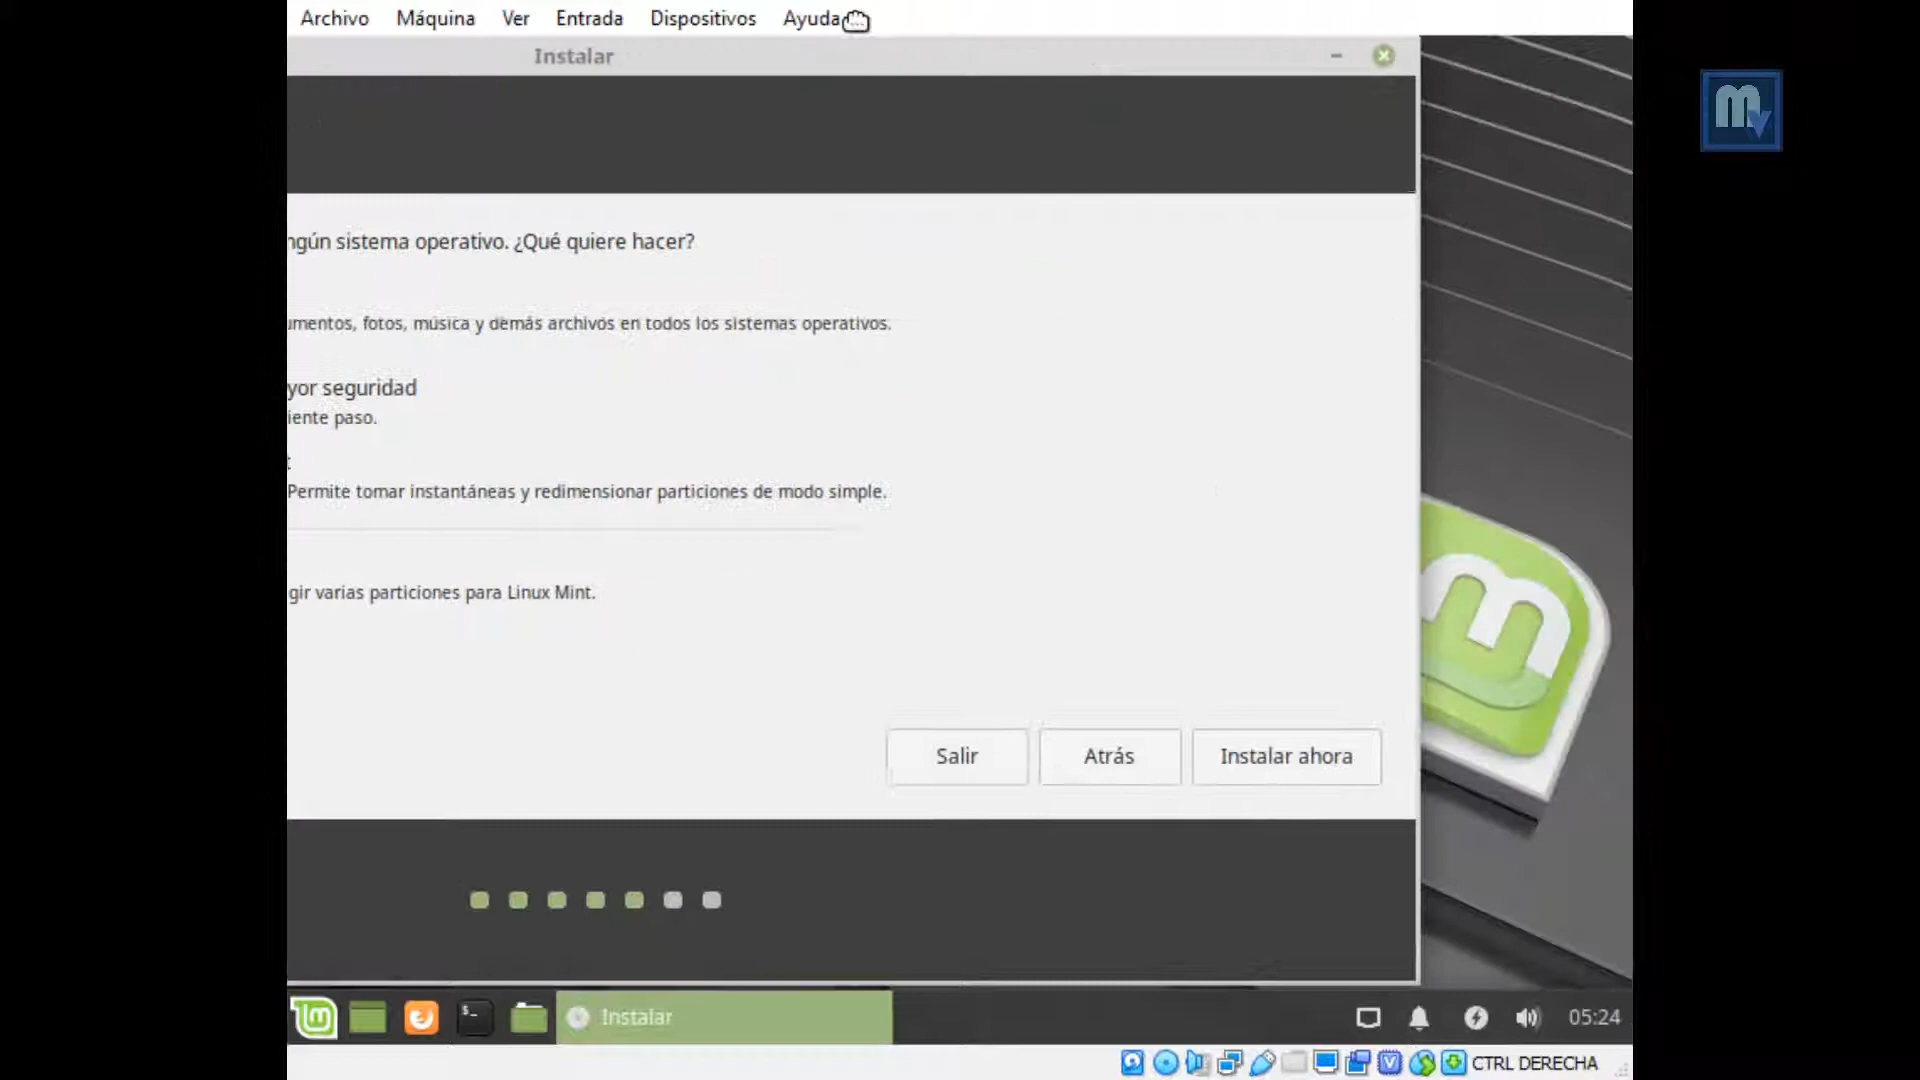 Archivo Máquina Ver Entrada Dispositivos Ayuda
Instalar
ngún sistema operativo. ¿Qué quiere hacer?
umentos, fotos, música y demás archivos en todos los sistemas operativos.
yor seguridad
iente paso.
Permite tomar instantáneas y redimensionar particiones de modo simple.
gir varias particiones para Linux Mint.
Salir Atrás Instalar ahora
Instalar 05:24
CTRL DERECHA